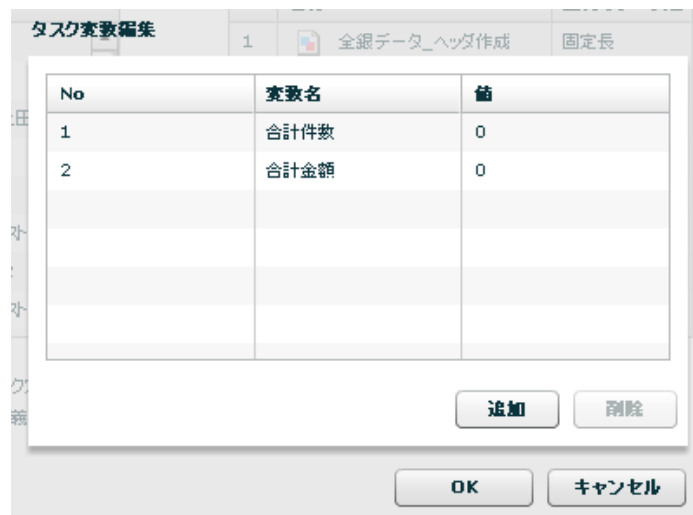 タスク変数編集
1 全銀データ_ヘッダ作成 固定長
No 変数名 値
1 合計件数 0
2 合計金額 0
追加 削除
OK キャンセル